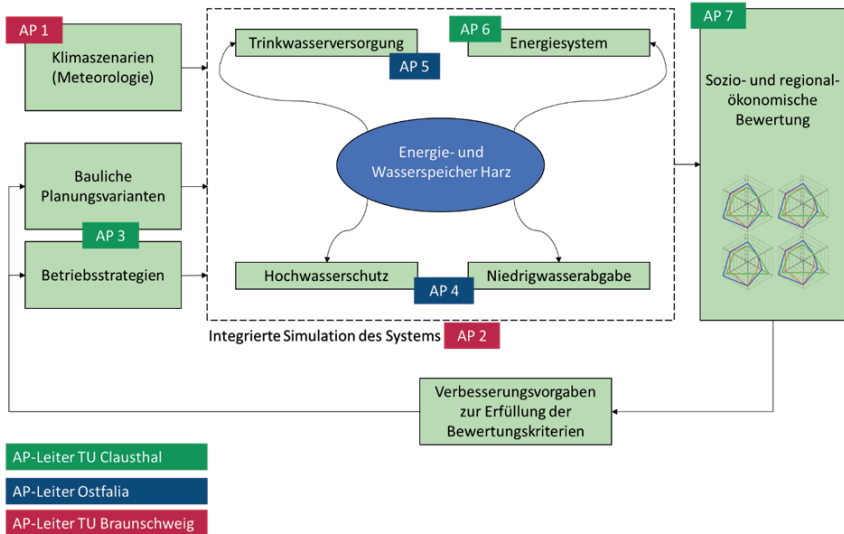 AP 1
Klimaszenarien
(Meteorologie)
Trinkwasserversorgung
AP 5
AP 6
Energiesystem
AP 7
Sozio- und regional-
ökonomische
Bewertung
Energie- und
Wasserspeicher Harz
Bauliche
Planungsvarianten
AP 3
Betriebsstrategien
Hochwasserschutz
AP 4
Niedrigwasserabgabe
Integrierte Simulation des Systems
AP 2
Verbesserungsvorgaben
zur Erfüllung der
Bewertungskriterien
AP-Leiter TU Clausthal
AP-Leiter Ostfalia
AP-Leiter TU Braunschweig